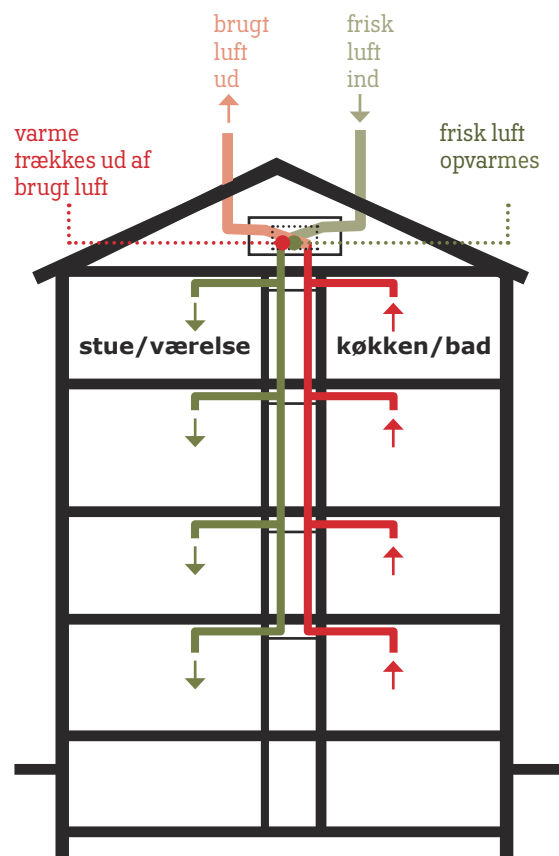 brugt
luft
ud
frisk
luft
ind
varme
trækkes ud af
brugt luft
frisk luft
opvarmes
stue/værelse
køkken/bad